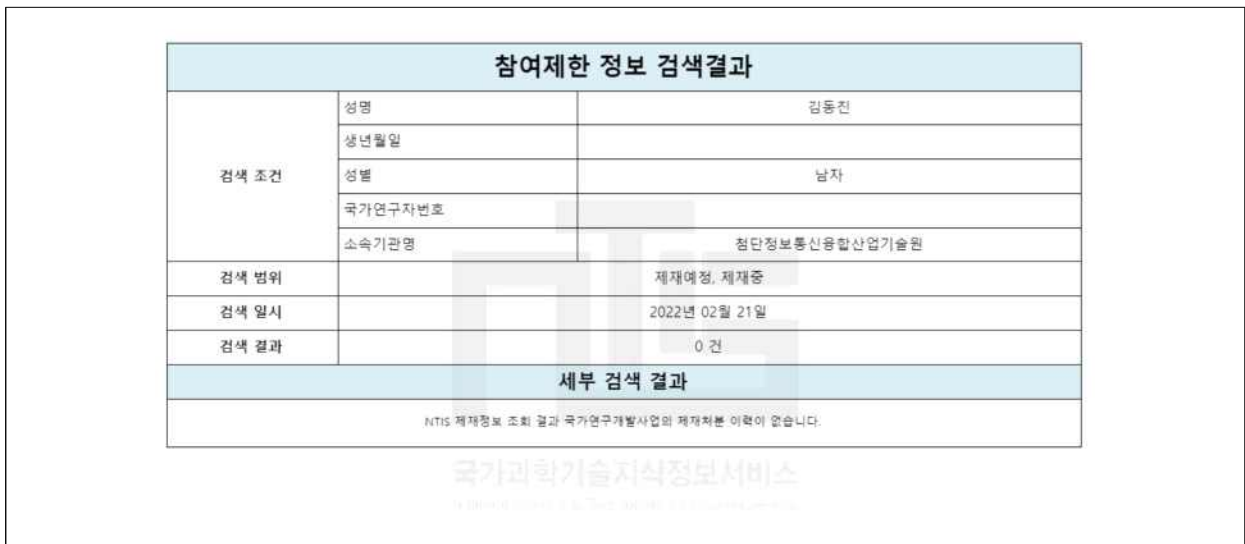 참여제한 정보 검색결과
검색 조건
성명 김동진
생년월일
성별 남자
국가연구자번호
소속기관명 첨단정보통신융합산업기술원
검색 범위 제재예정, 제재중
검색 일시 2022년 02월 21일
검색 결과 0 건
세부 검색 결과
NTIS 제재정보 조회 결과 국가연구개발사업의 제재처분 이력이 없습니다.
NTIS
국가과학기술지식정보서비스